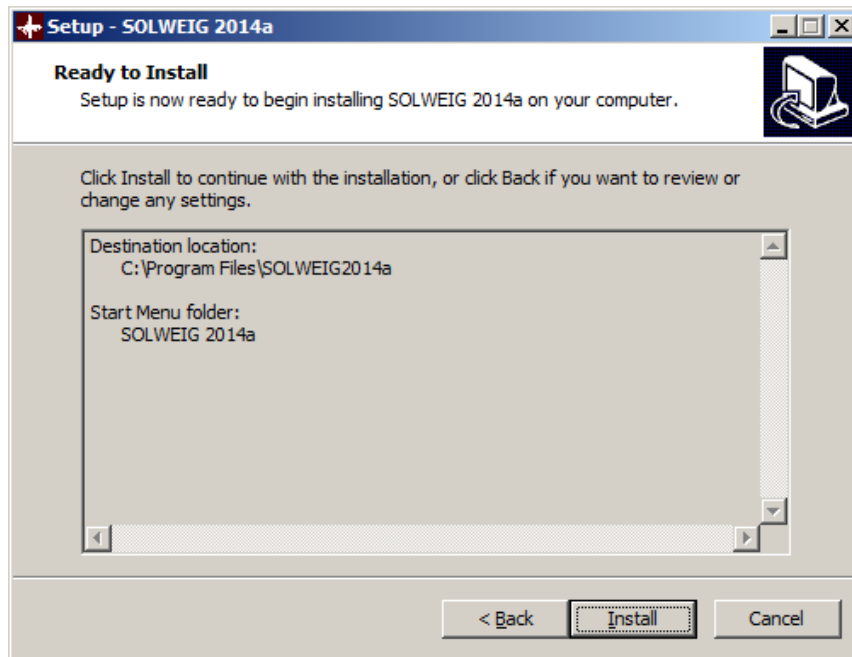 Setup - SOLWEIG 2014a
Ready to Install
Setup is now ready to begin installing SOLWEIG 2014a on your computer.
Click Install to continue with the installation, or click Back if you want to review or
change any settings.
Destination location:
C:\Program Files\SOLWEIG2014a
Start Menu folder:
SOLWEIG 2014a
< Back
Install
Cancel